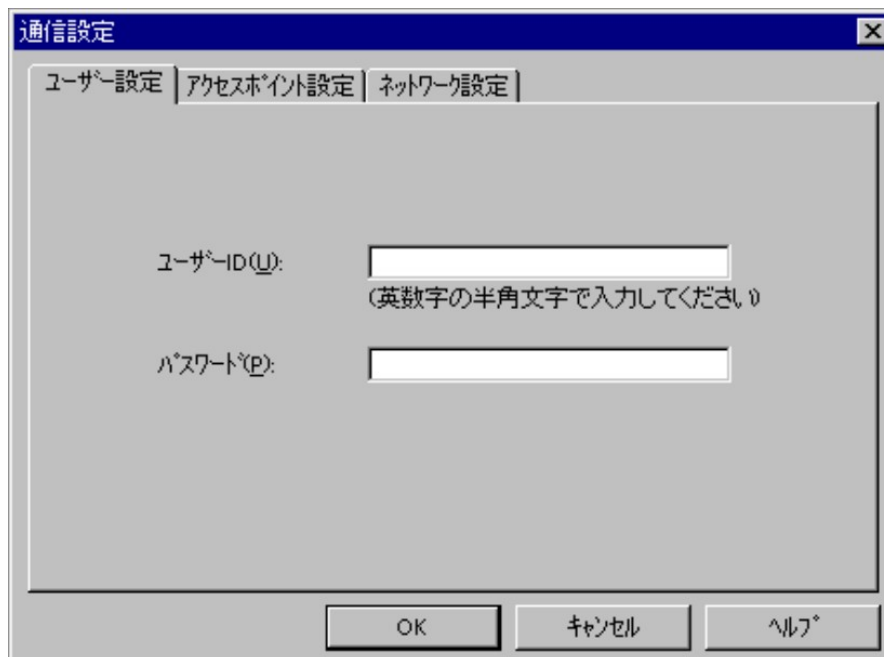 通信設定
ﾕｰｻﾞｰ設定 ｱｸｾｽﾎﾟｲﾝﾄ設定 ﾈｯﾄﾜｰｸ設定
ﾕｰｻﾞｰID(U):
(英数字の半角文字で入力してください)
ﾊﾟｽﾜｰﾄﾞ(P):
OK ｷｬﾝｾﾙ ﾍﾙﾌﾟ